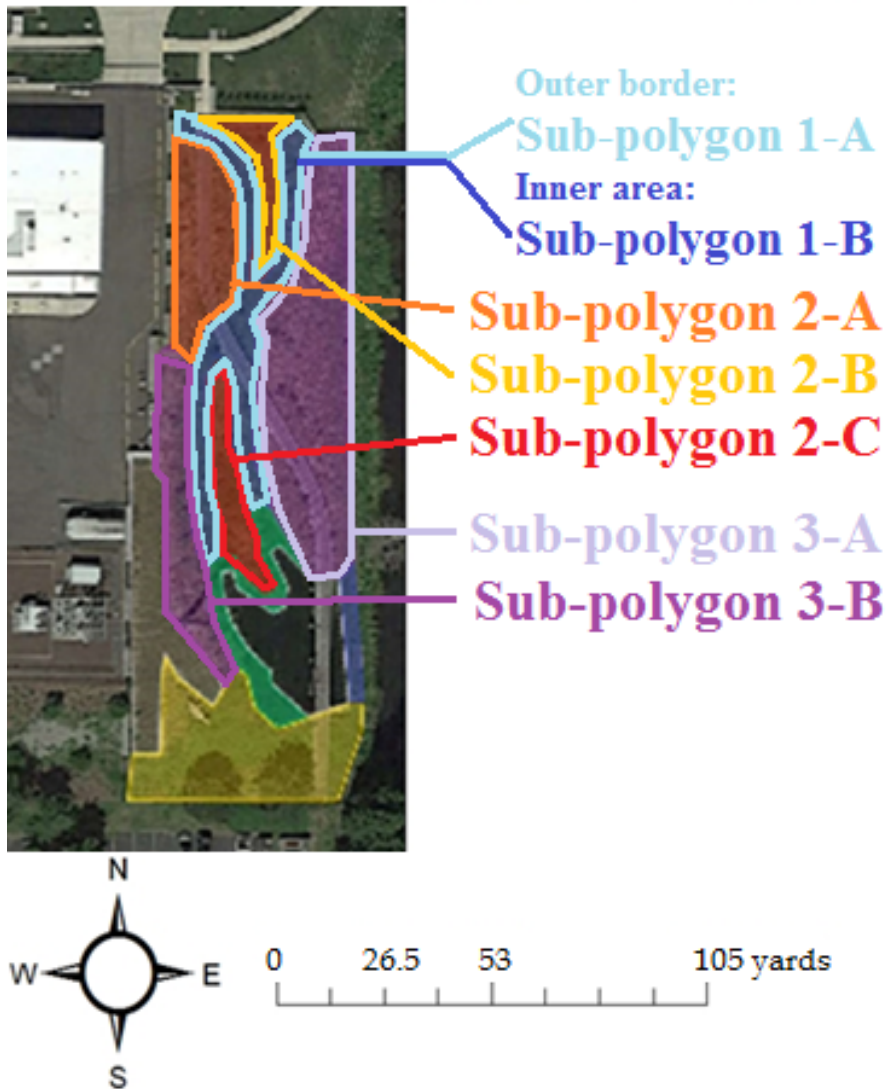 Outer border:
Sub-polygon 1-A
Inner area:
Sub-polygon 1-B
Sub-polygon 2-A
Sub-polygon 2-B
Sub-polygon 2-C
Sub-polygon 3-A
Sub-polygon 3-B
N
W E
S
0 26.5 53 105 yards